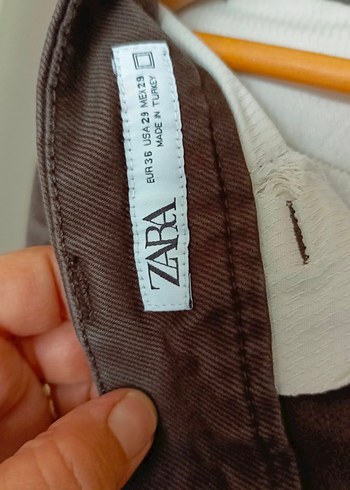 ZARA
EUR 36 USA 29 MEX 29
MADE IN TURKEY